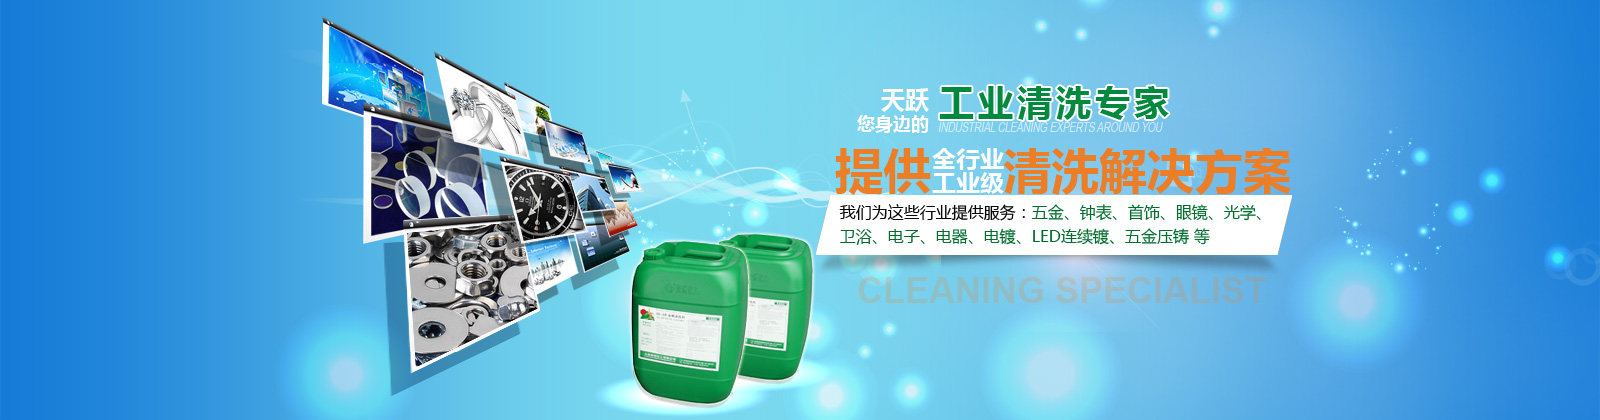 天跃
您身边的
工业清洗专家
INDUSTRIAL CLEANING EXPERTS AROUND YOU
提供全行业工业级清洗解决方案
我们为这些行业提供服务：五金、钟表、首饰、眼镜、光学、
卫浴、电子、电器、电镀、LED连续镀、五金压铸 等
CLEANING SPECIALIST